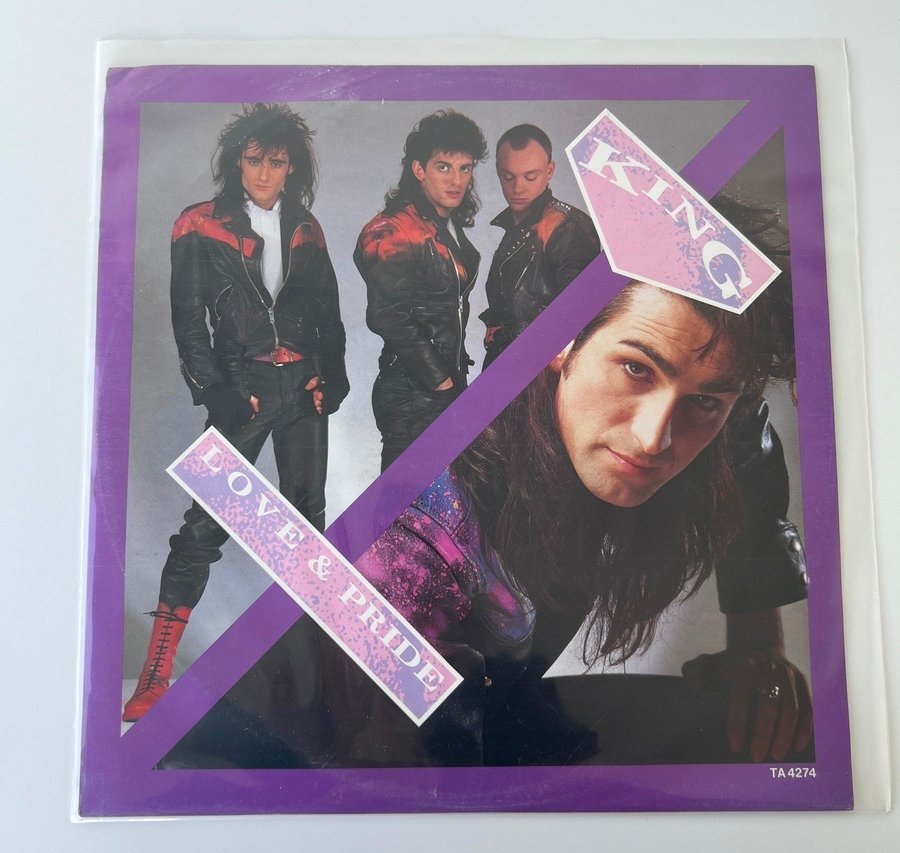 KING
LOVE & PRIDE
TA 4274